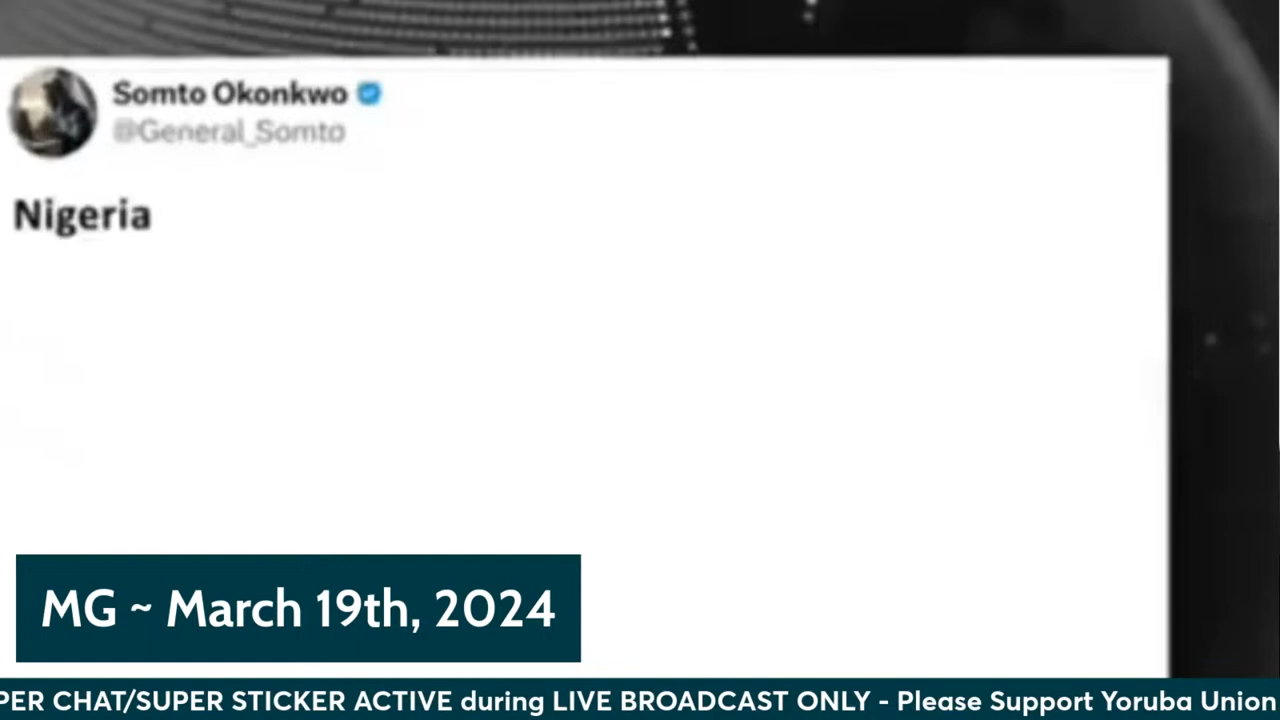 Somto Okonkwo
@General_Somto
Nigeria
MG ~ March 19th, 2024
PER CHAT/SUPER STICKER ACTIVE during LIVE BROADCAST ONLY - Please Support Yoruba Union